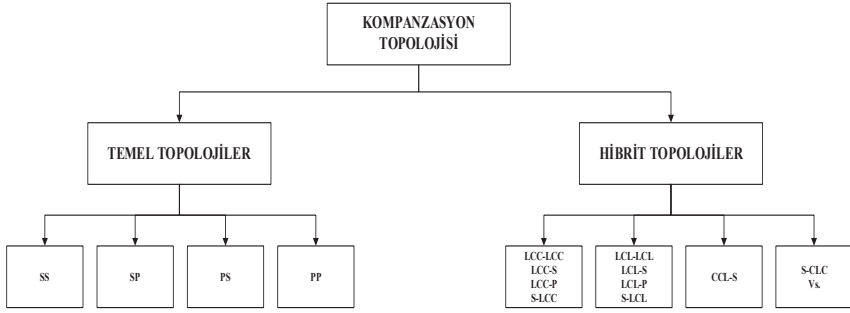 KOMPANZASYON
TOPOLOJİSİ
TEMEL TOPOLOJİLER
HİBRİT TOPOLOJİLER
SS
SP
PS
PP
LCC-LCC
LCC-S
LCC-P
S-LCC
LCL-LCL
LCL-S
LCL-P
S-LCL
CCL-S
S-CLC
Vs.